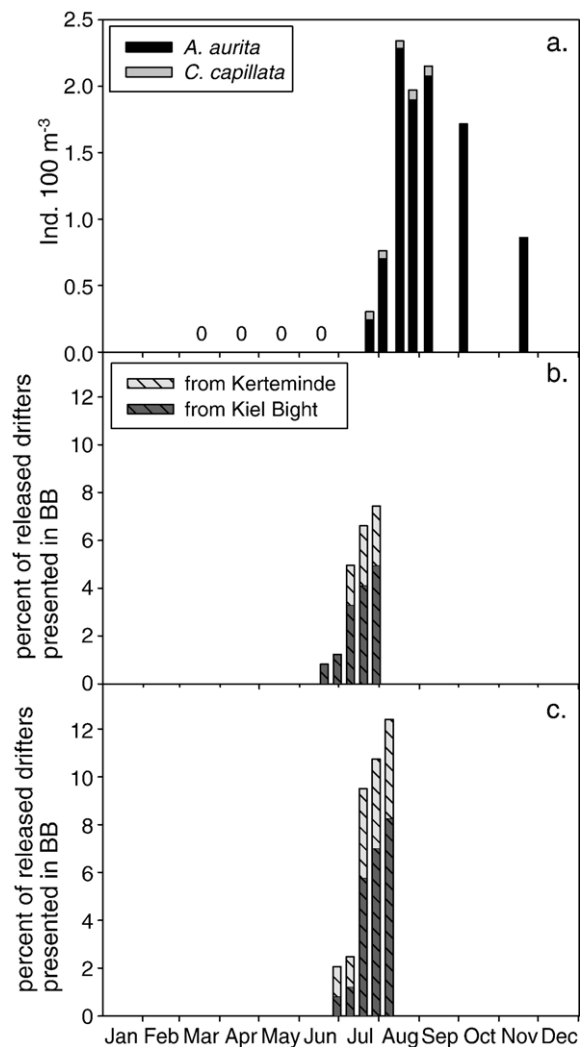 A. aurita
C. capillata
a.
Ind. 100 m⁻³
2.5
2.0
1.5
1.0
0.5
0.0
0 0 0 0
from Kerteminde
from Kiel Bight
b.
percent of released drifters
presented in BB
12
10
8
6
4
2
0
c.
percent of released drifters
presented in BB
12
10
8
6
4
2
0
Jan Feb Mar Apr May Jun Jul Aug Sep Oct Nov Dec